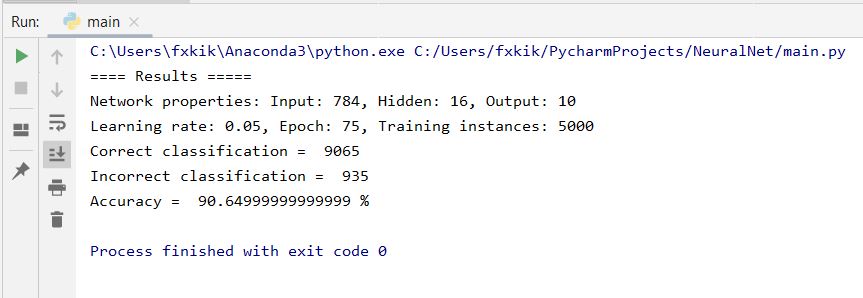 Run: main
C:\Users\fxkik\Anaconda3\python.exe C:/Users/fxkik/PycharmProjects/NeuralNet/main.py
==== Results =====
Network properties: Input: 784, Hidden: 16, Output: 10
Learning rate: 0.05, Epoch: 75, Training instances: 5000
Correct classification =  9065
Incorrect classification =  935
Accuracy =  90.64999999999999 %
Process finished with exit code 0